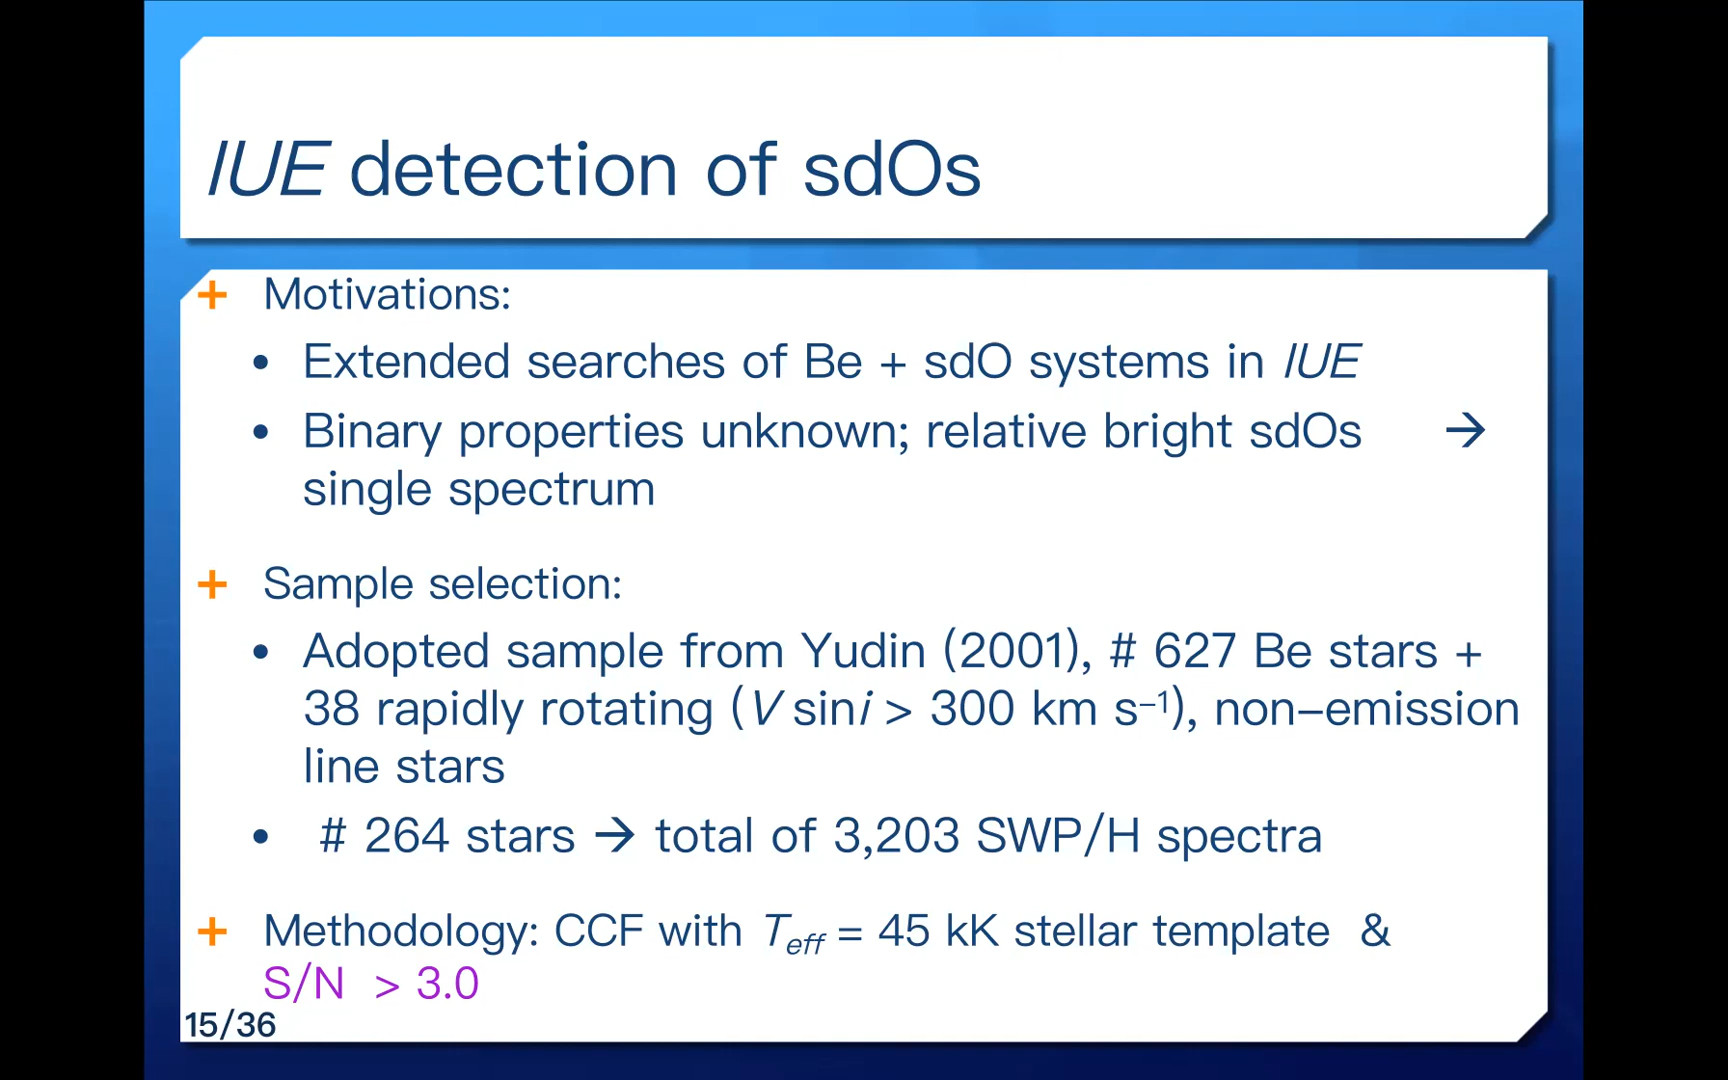 IUE detection of sdOs
+ Motivations:
• Extended searches of Be + sdO systems in IUE
• Binary properties unknown; relative bright sdOs →
single spectrum
+ Sample selection:
• Adopted sample from Yudin (2001), # 627 Be stars +
38 rapidly rotating (V sini > 300 km s⁻¹), non–emission
line stars
• # 264 stars → total of 3,203 SWP/H spectra
+ Methodology: CCF with Teff = 45 kK stellar template &
S/N > 3.0
15/36